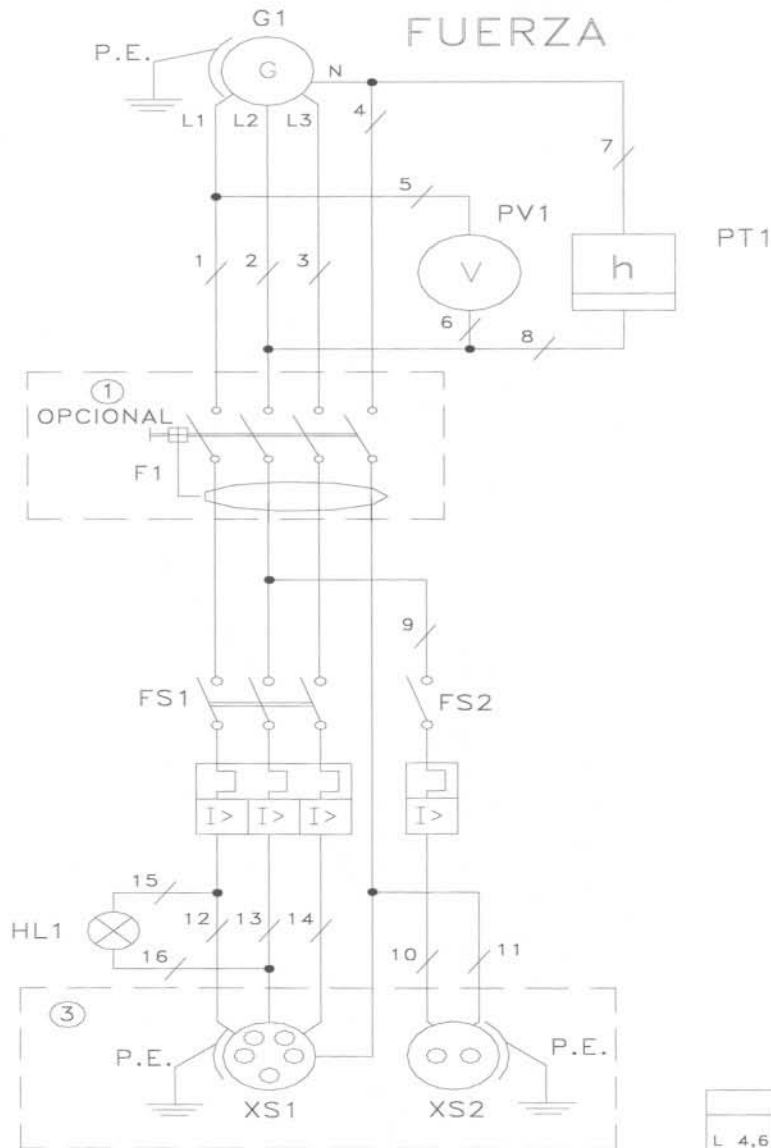 G1
FUERZA
P.E.
G
N
L1 L2 L3
4
7
5
PV1
PT1
1 2 3
V
h
6
8
1
OPCIONAL
F1
9
FS1
FS2
I> I> I> I>
15
HL1
12 13 14
16
10 11
3
P.E.
P.E.
XS1
XS2
L 4,6